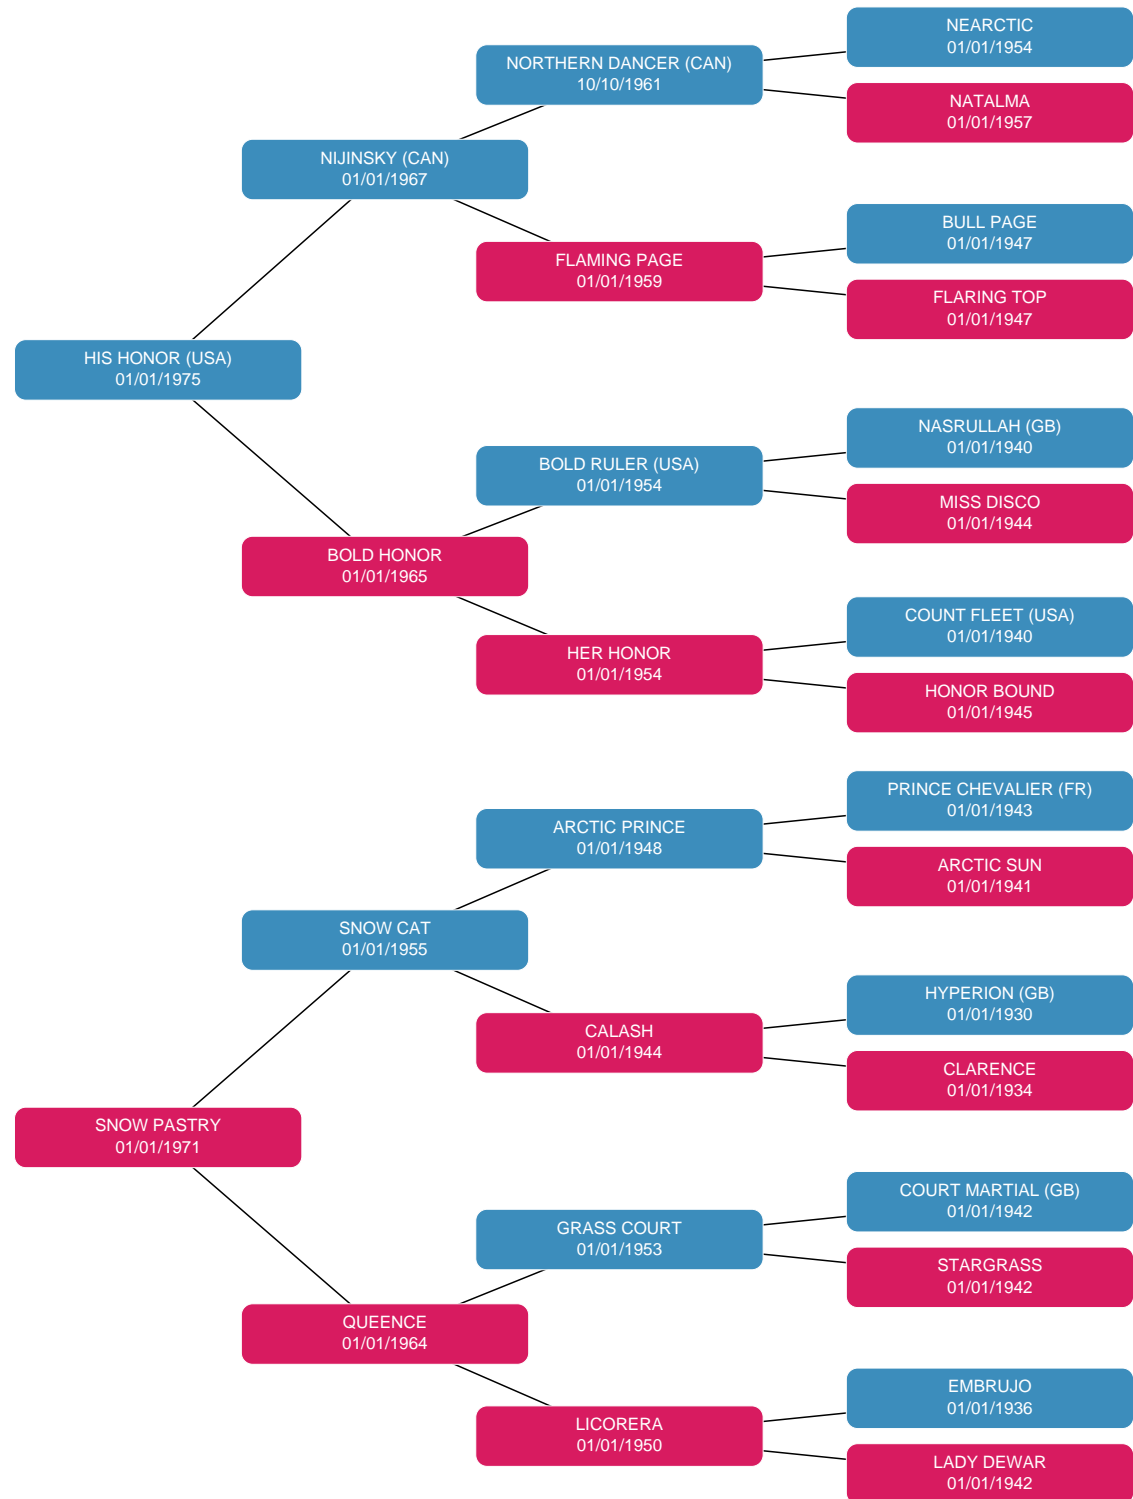 NEARCTIC
01/01/1954
NORTHERN DANCER (CAN)
10/10/1961
NATALMA
01/01/1957
NIJINSKY (CAN)
01/01/1967
BULL PAGE
01/01/1947
FLAMING PAGE
01/01/1959
FLARING TOP
01/01/1947
HIS HONOR (USA)
01/01/1975
NASRULLAH (GB)
01/01/1940
BOLD RULER (USA)
01/01/1954
MISS DISCO
01/01/1944
BOLD HONOR
01/01/1965
COUNT FLEET (USA)
01/01/1940
HER HONOR
01/01/1954
HONOR BOUND
01/01/1945
PRINCE CHEVALIER (FR)
01/01/1943
ARCTIC PRINCE
01/01/1948
ARCTIC SUN
01/01/1941
SNOW CAT
01/01/1955
HYPERION (GB)
01/01/1930
CALASH
01/01/1944
CLARENCE
01/01/1934
SNOW PASTRY
01/01/1971
COURT MARTIAL (GB)
01/01/1942
GRASS COURT
01/01/1953
STARGRASS
01/01/1942
QUEENCE
01/01/1964
EMBRUJO
01/01/1936
LICORERA
01/01/1950
LADY DEWAR
01/01/1942